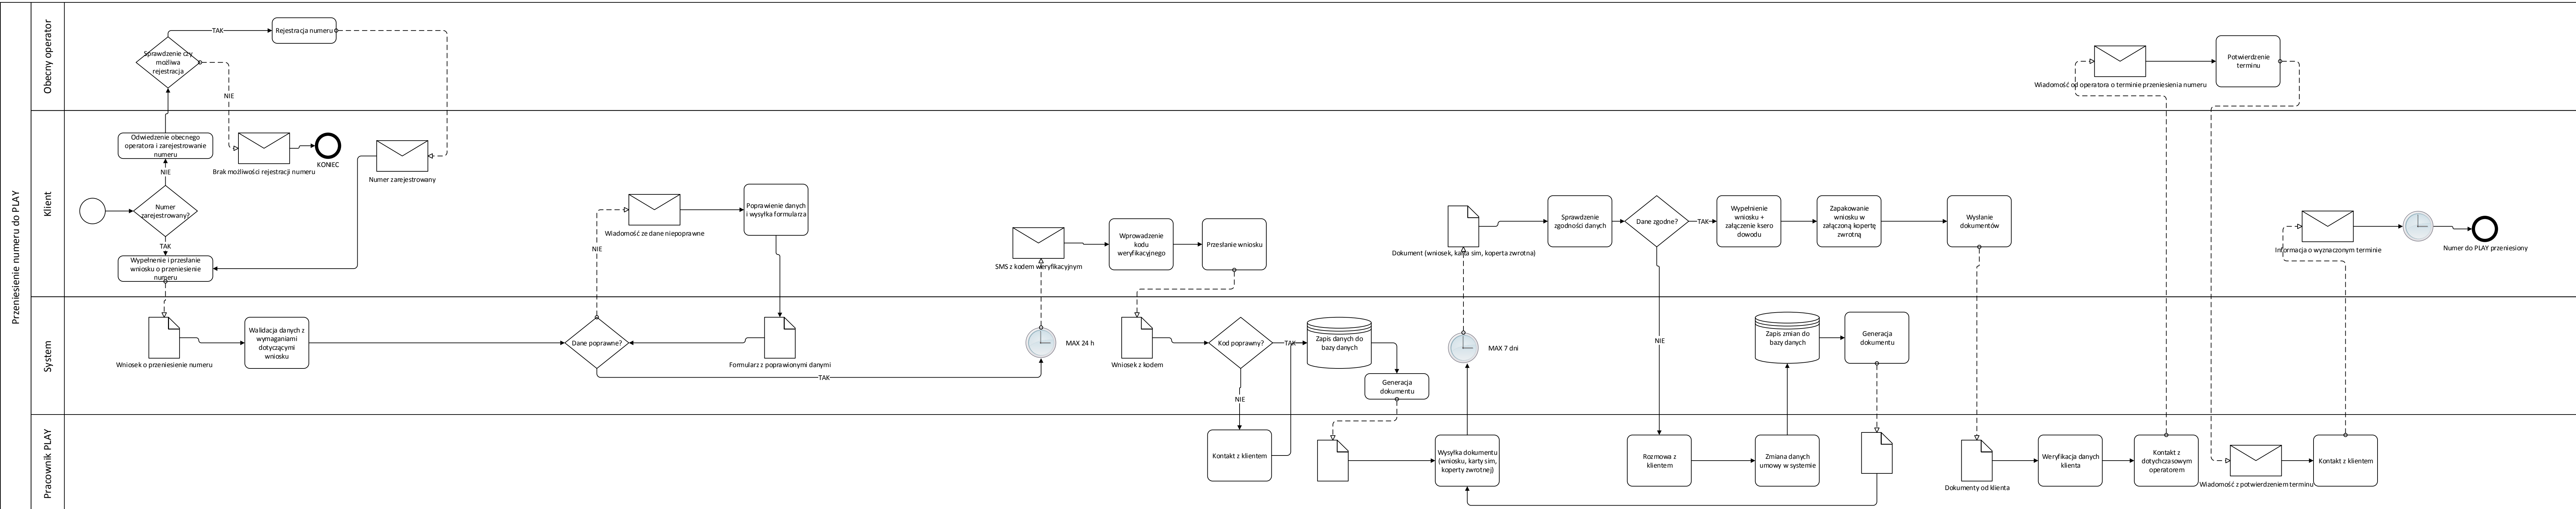 Przeniesienie numeru do PLAY
Obecny operator
Sprawdzenie czy
możliwa
rejestracja
TAK
Rejestracja numeru
NIE
Wiadomość od operatora o terminie przeniesienia numeru
Potwierdzenie
terminu
Klient
Odwiedzenie obecnego
operatora i zarejestrowanie
numeru
NIE
Numer
zarejestrowany?
TAK
Wypełnienie i przesłanie
wniosku o przeniesienie
numeru
Brak możliwości rejestracji numeru
KONIEC
Numer zarejestrowany
Wiadomość ze dane niepoprawne
Poprawienie danych
i wysyłka formularza
NIE
SMS z kodem weryfikacyjnym
Wprowadzenie
kodu
weryfikacyjnego
Przesłanie wniosku
Dokument (wniosek, karta sim, koperta zwrotna)
Sprawdzenie
zgodności danych
Dane zgodne?
TAK
Wypełnienie
wniosku +
załączenie ksero
dowodu
Zapakowanie
wniosku w
załączoną kopertę
zwrotną
Wysłanie
dokumentów
Informacja o wyznaczonym terminie
Numer do PLAY przeniesiony
System
Wniosek o przeniesienie numeru
Walidacja danych z
wymaganiami
dotyczącymi
wniosku
Dane poprawne?
TAK
Formularz z poprawionymi danymi
MAX 24 h
Wniosek z kodem
Kod poprawny?
TAK
NIE
Zapis danych do
bazy danych
Generacja
dokumentu
MAX 7 dni
NIE
Zapis zmian do
bazy danych
Generacja
dokumentu
Pracownik PLAY
Kontakt z klientem
Wysyłka dokumentu
(wniosku, karty sim,
koperty zwrotnej)
Rozmowa z
klientem
Zmiana danych
umowy w systemie
Dokumenty od klienta
Weryfikacja danych
klienta
Kontakt z
dotychczasowym
operatorem
Wiadomość z potwierdzeniem terminu
Kontakt z klientem